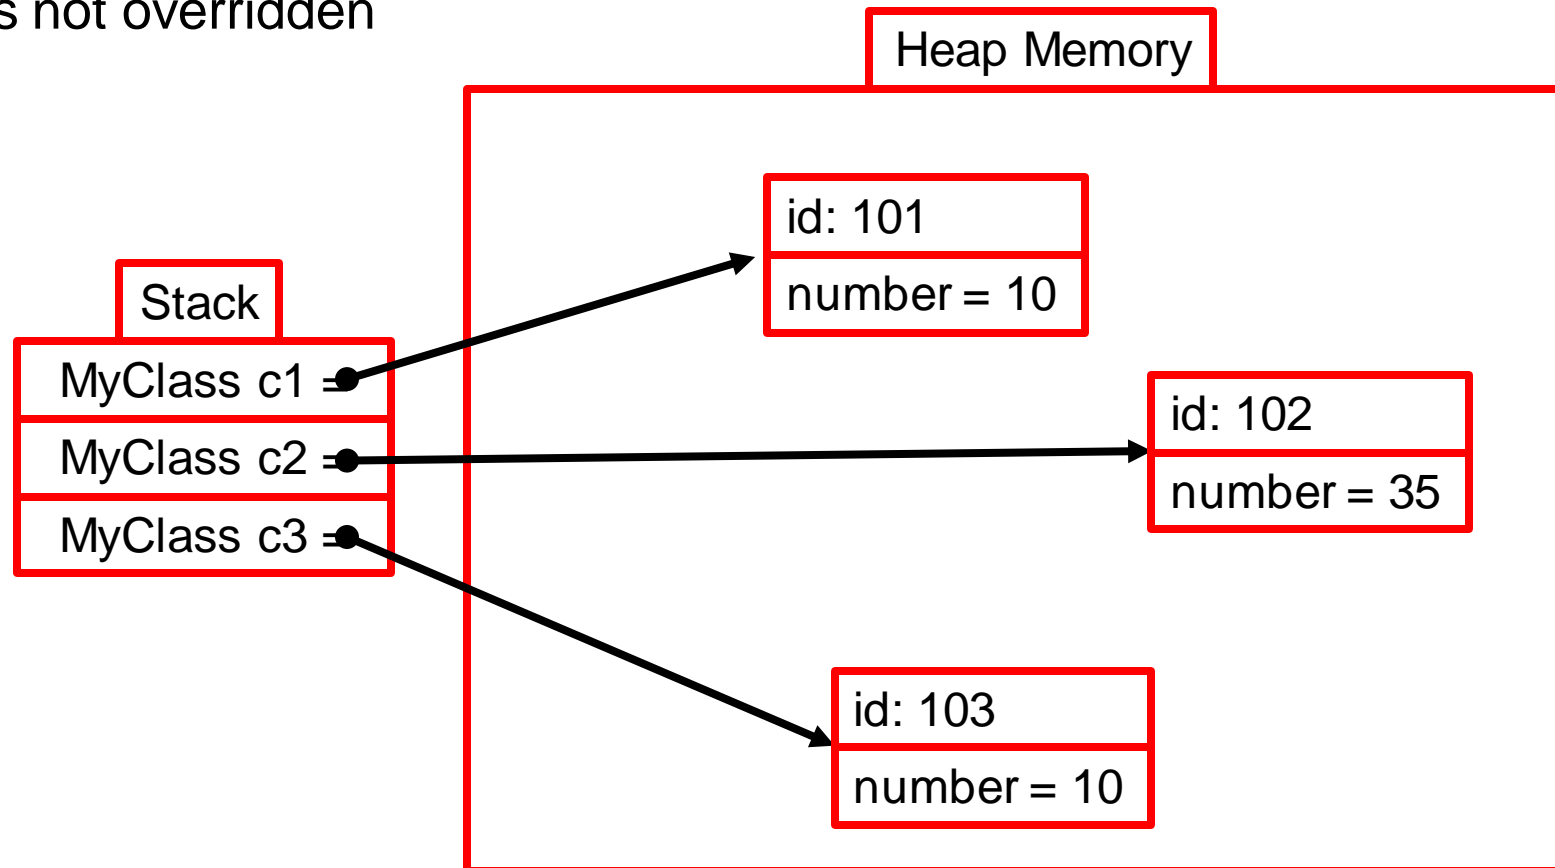 s not overridden
Heap Memory
id: 101
number = 10
Stack
MyClass c1 =
MyClass c2 =
MyClass c3 =
id: 102
number = 35
id: 103
number = 10